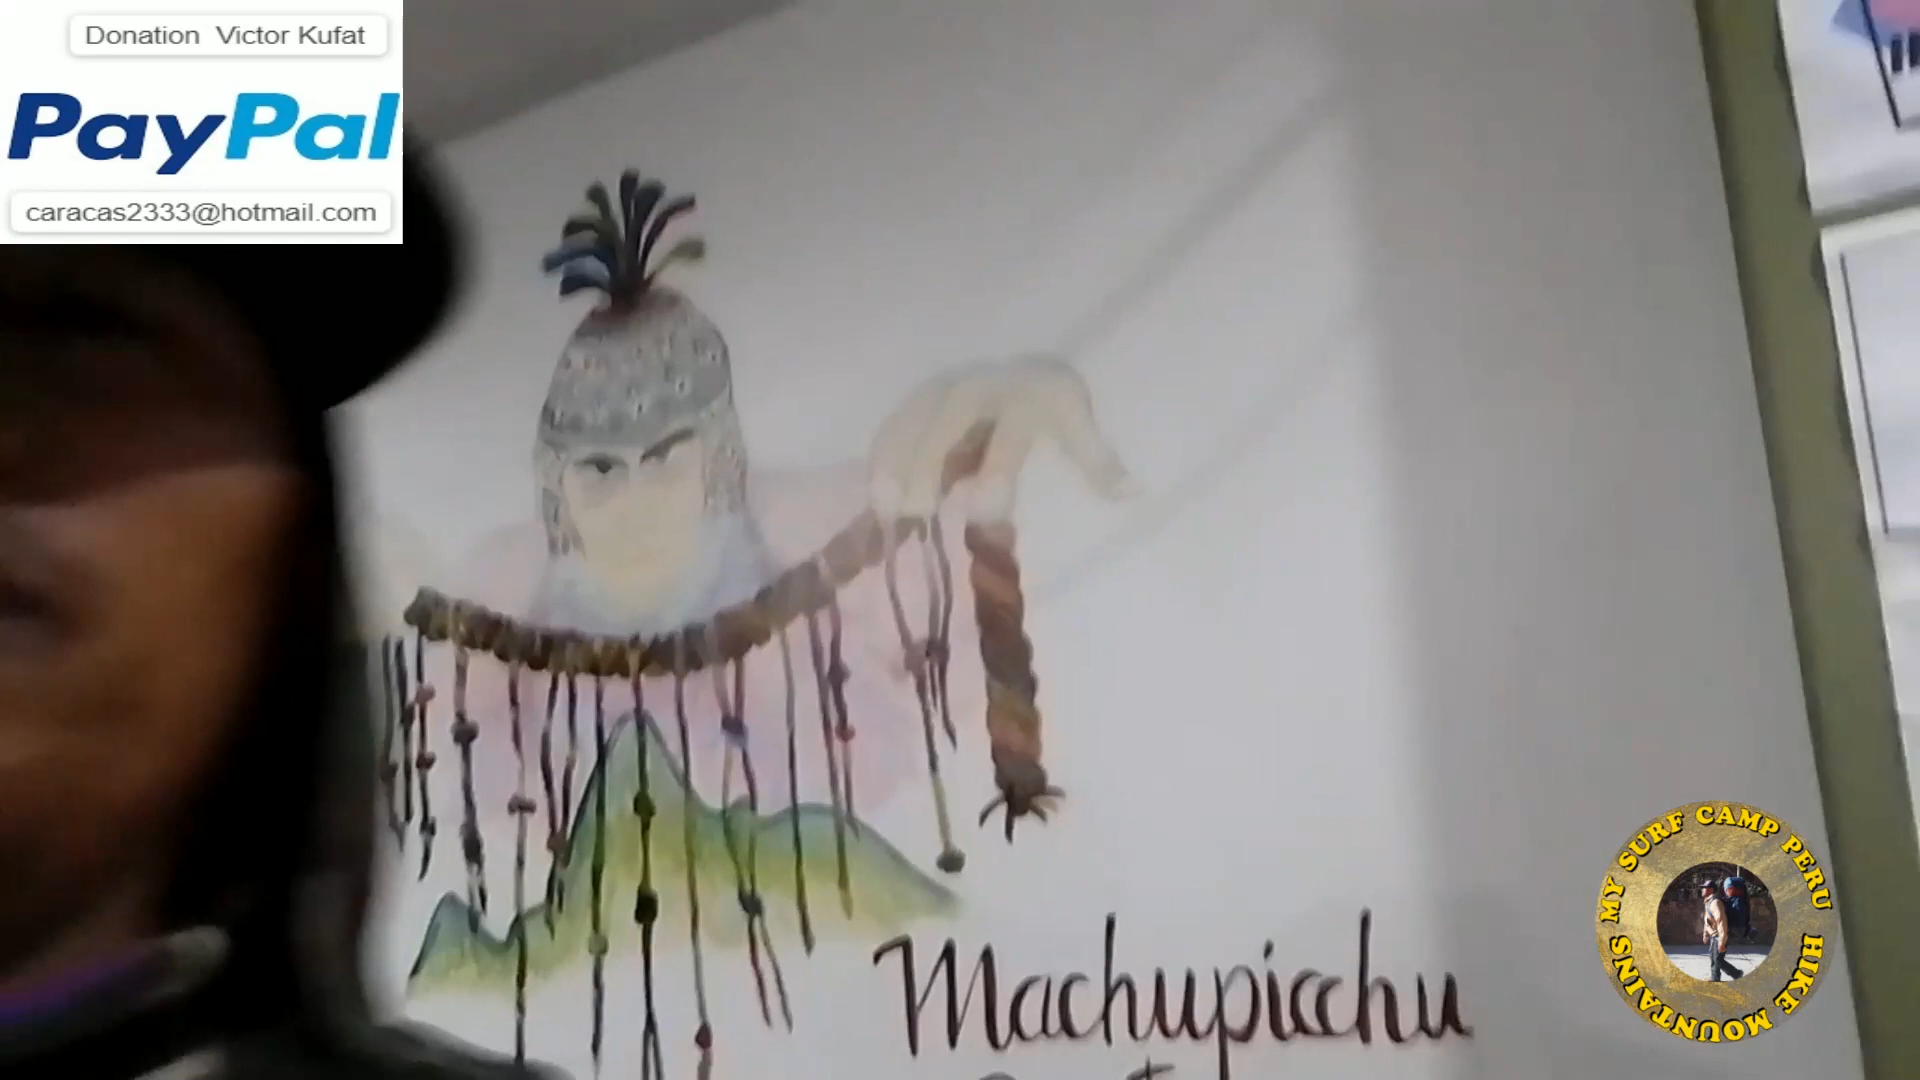 Donation Victor Kufat
PayPal
caracas2333@hotmail.com
Machupicchu
MY SURF CAMP PERU
HIKE MOUNTAINS